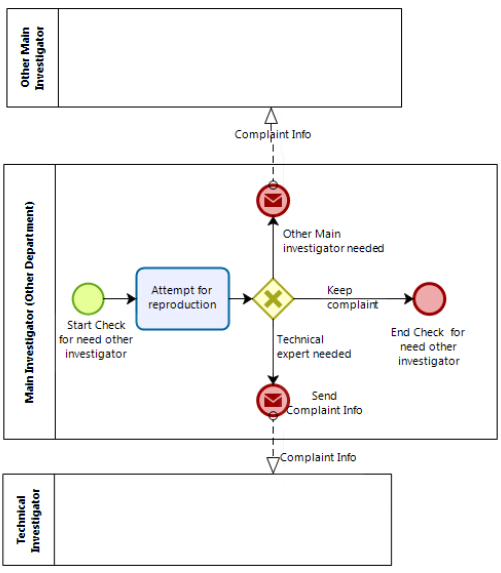 Other Main
Investigator
Complaint Info
Main Investigator (Other Department)
Other Main
investigator needed
Attempt for
reproduction
Keep
complaint
Start Check
for need other
investigator
End Check for
need other
investigator
Technical
expert needed
Send
Complaint Info
Complaint Info
Technical
Investigator